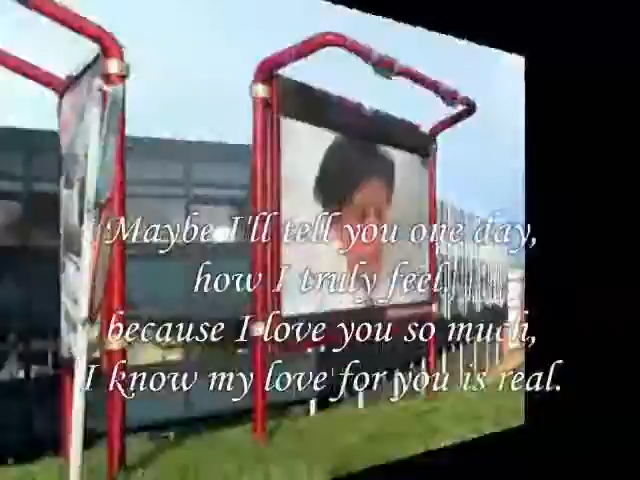 Maybe I'll tell you one day,
how I truly feel,
because I love you so much,
I know my love for you is real.